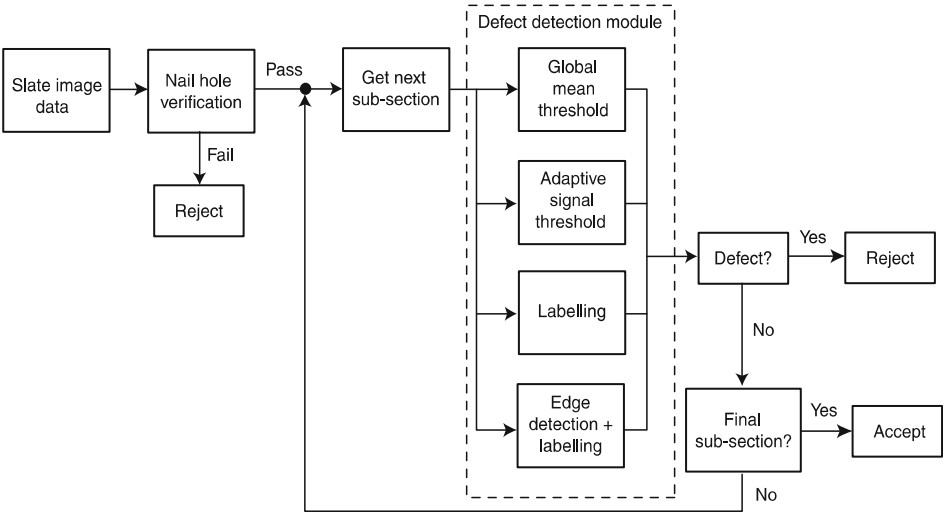 Defect detection module
Slate image
data
Nail hole
verification
Pass
Fail
Reject
Get next
sub-section
Global
mean
threshold
Adaptive
signal
threshold
Labelling
Edge
detection +
labelling
Defect?
Yes
Reject
No
Final
sub-section?
Yes
Accept
No